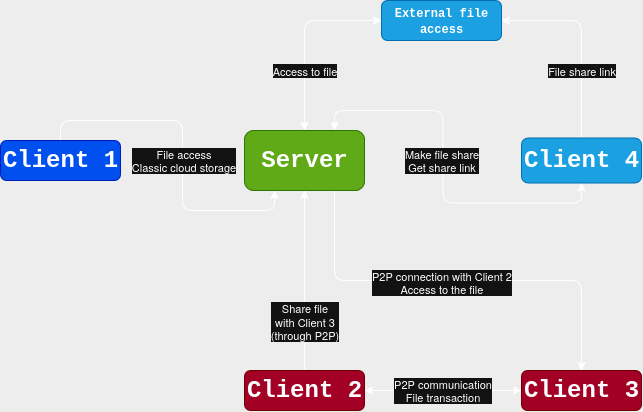 External file
access
Access to file
File share link
Client 1
File access
Classic cloud storage
Server
Make file share
Get share link
Client 4
P2P connection with Client 2
Access to the file
Share file
with Client 3
(through P2P)
Client 2
P2P communication
File transaction
Client 3